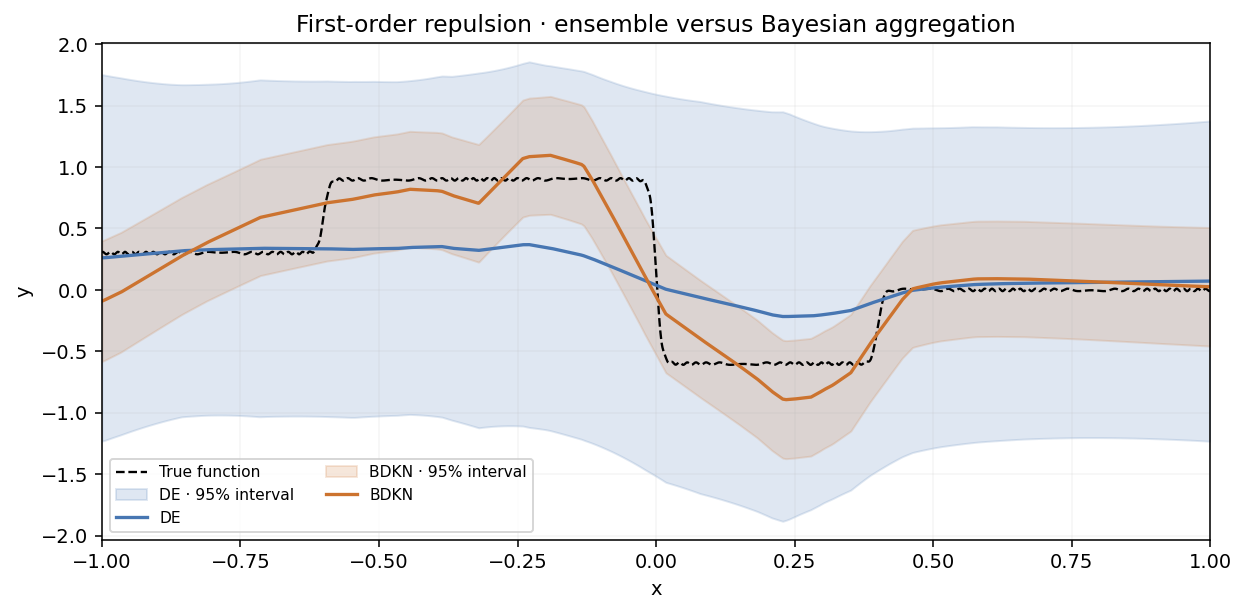 First-order repulsion · ensemble versus Bayesian aggregation
2.0
1.5
1.0
0.5
0.0
−0.5
−1.0
−1.5
−2.0
y
True function
DE · 95% interval
DE
BDKN · 95% interval
BDKN
−1.00 −0.75 −0.50 −0.25 0.00 0.25 0.50 0.75 1.00
x